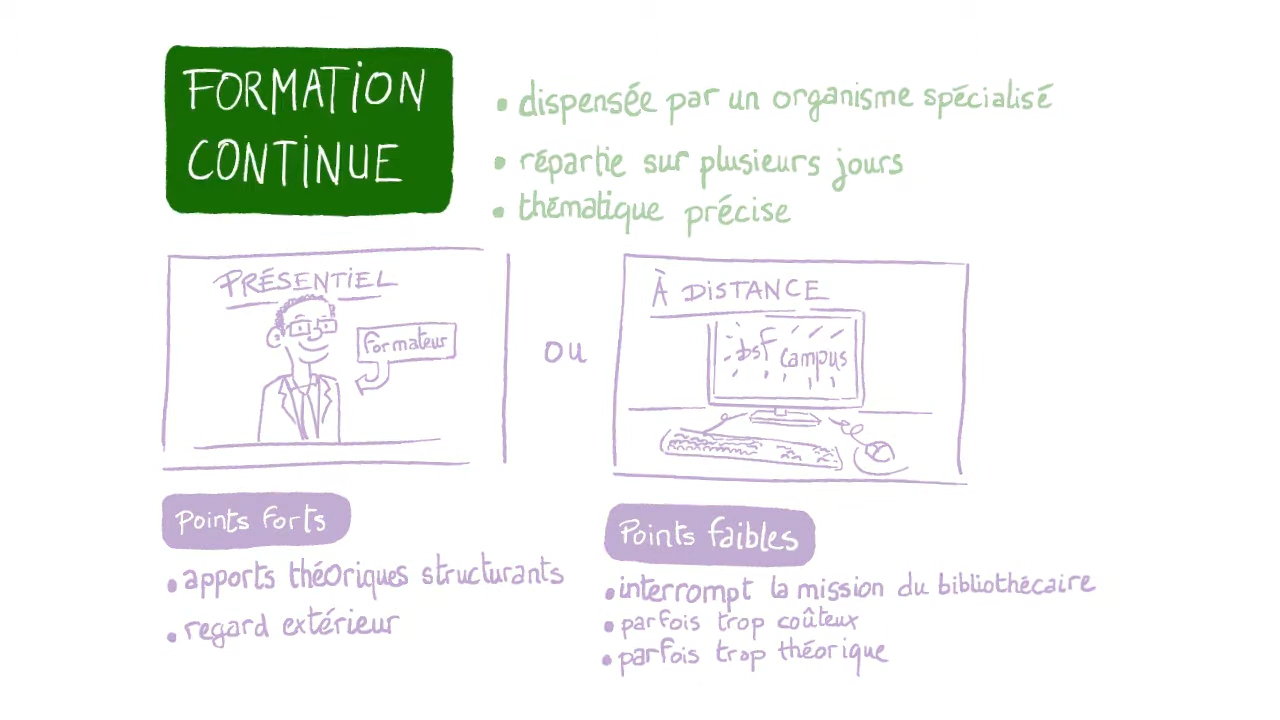 FORMATION
CONTINUE
• dispensée par un organisme spécialisé
• répartie sur plusieurs jours
• thématique précise
PRÉSENTIEL
formateur
ou
À DISTANCE
bsf campus
Points forts
• apports théoriques structurants
• regard extérieur
Points faibles
• interrompt la mission du bibliothécaire
• parfois trop coûteux
• parfois trop théorique